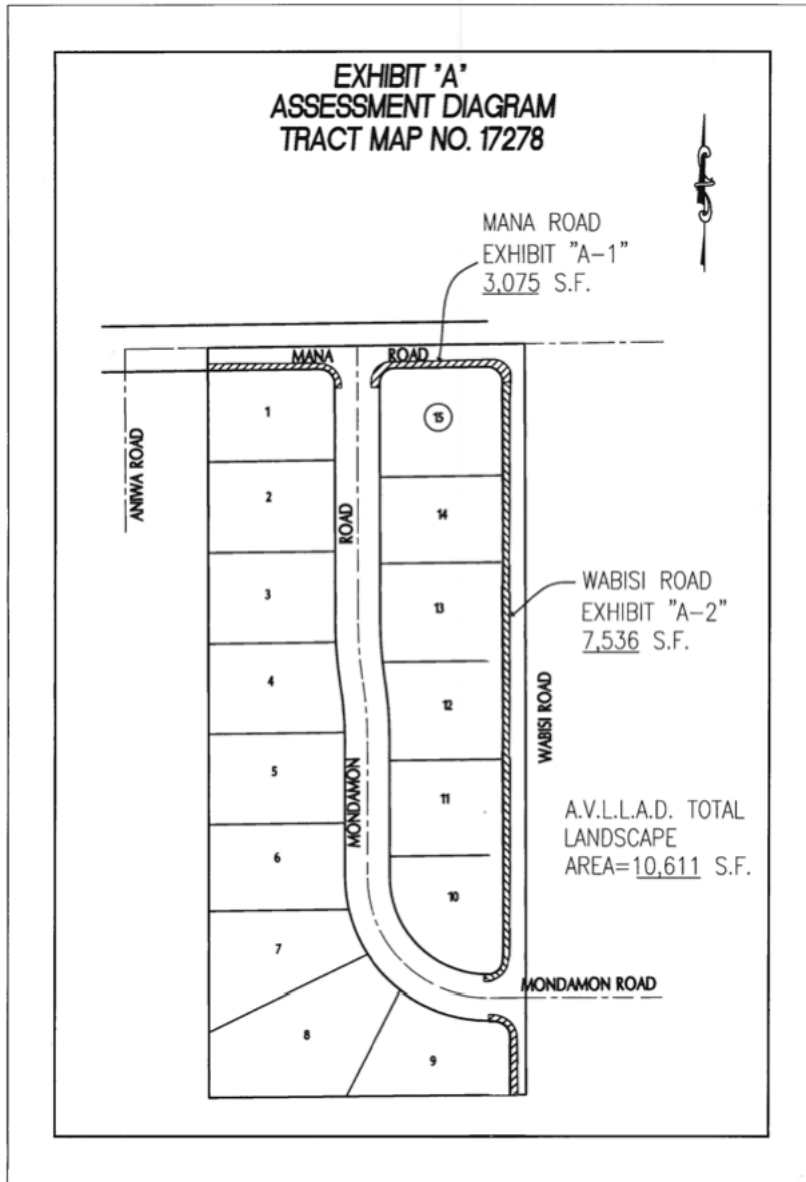 EXHIBIT "A"
ASSESSMENT DIAGRAM
TRACT MAP NO. 17278
MANA ROAD
EXHIBIT "A-1"
3,075 S.F.
MANA ROAD
ANIWA ROAD
1
15
2
14
ROAD
3
13
WABISI ROAD
EXHIBIT "A-2"
7,536 S.F.
4
12
WABISI ROAD
5
11
MONDAMON
A.V.L.L.A.D. TOTAL
LANDSCAPE
AREA=10,611 S.F.
6
10
7
MONDAMON ROAD
8
9